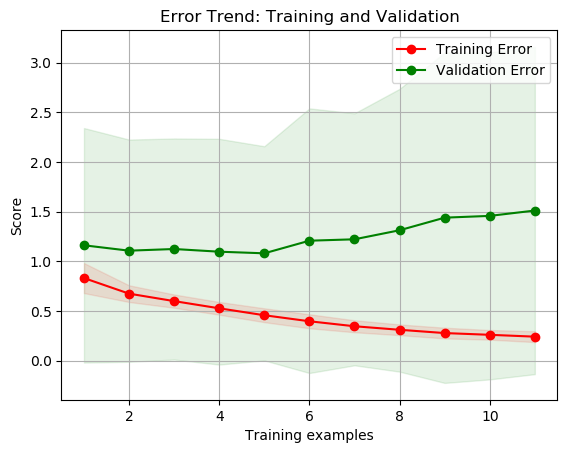 Error Trend: Training and Validation
Training Error
Validation Error
3.0
2.5
2.0
1.5
1.0
0.5
0.0
Score
2
4
6
8
10
Training examples